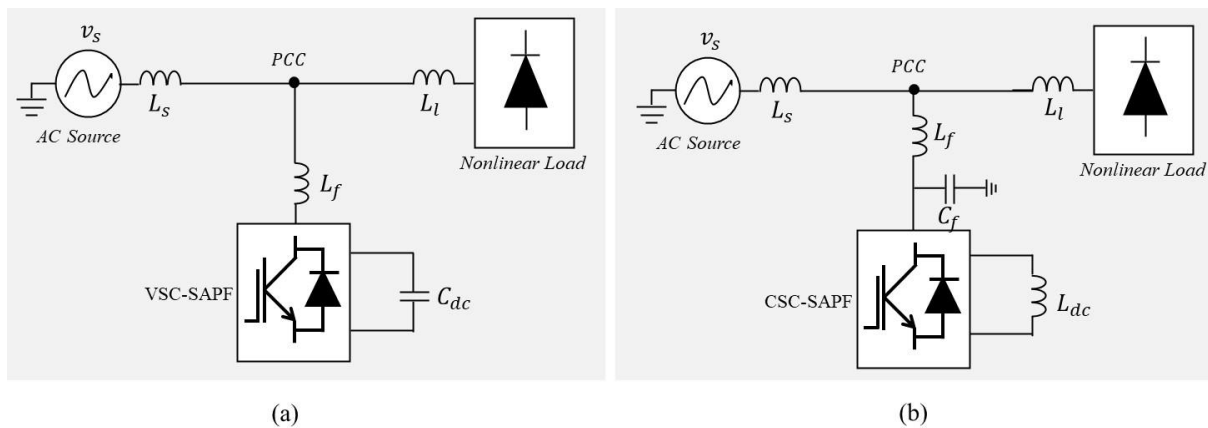 v_s
PCC
L_s
L_l
AC Source
Nonlinear Load
L_f
VSC-SAPF
C_dc
(a)
v_s
PCC
L_s
L_l
AC Source
L_f
Nonlinear Load
C_f
CSC-SAPF
L_dc
(b)